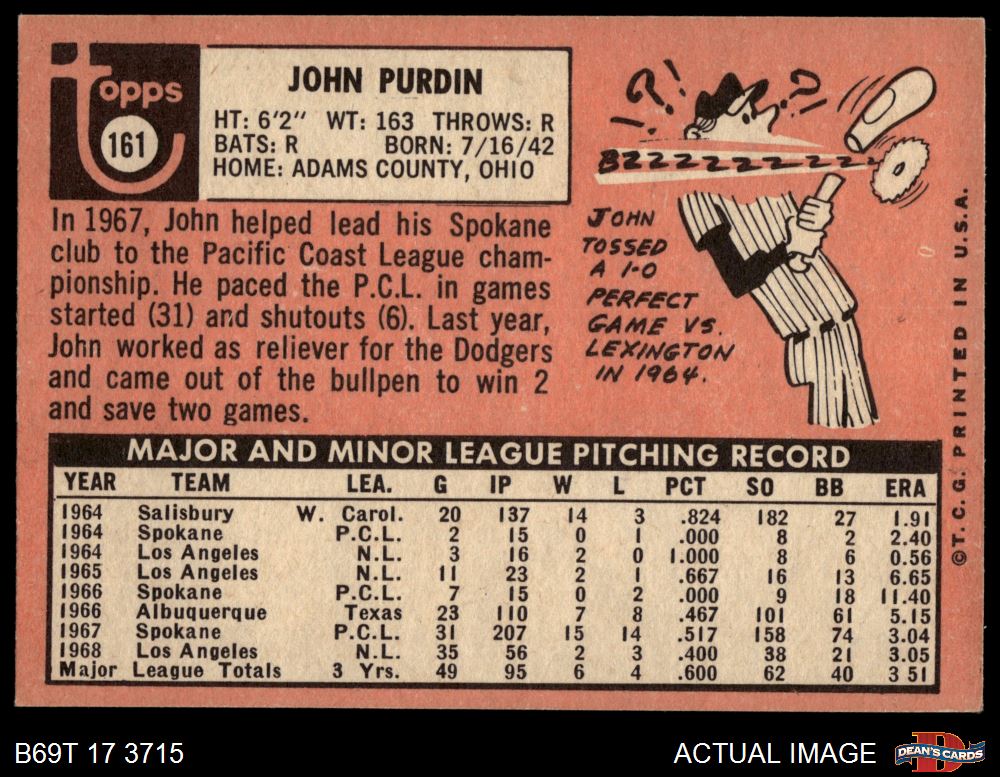 Topps
161
JOHN PURDIN
HT: 6'2" WT: 163 THROWS: R
BATS: R BORN: 7/16/42
HOME: ADAMS COUNTY, OHIO
In 1967, John helped lead his Spokane
club to the Pacific Coast League cham-
pionship. He paced the P.C.L. in games
started (31) and shutouts (6). Last year,
John worked as reliever for the Dodgers
and came out of the bullpen to win 2
and save two games.
?! ?!
BZZZZZZZZZ
JOHN
TOSSED
A 1-0
PERFECT
GAME VS.
LEXINGTON
IN 1964.
MAJOR AND MINOR LEAGUE PITCHING RECORD
YEAR TEAM LEA. G IP W L PCT SO BB ERA
1964 Salisbury W. Carol. 20 137 14 3 .824 182 27 1.91
1964 Spokane P.C.L. 2 15 0 1 .000 8 2 2.40
1964 Los Angeles N.L. 3 16 2 0 1.000 8 6 0.56
1965 Los Angeles N.L. 11 23 2 1 .667 16 13 6.65
1966 Spokane P.C.L. 7 15 0 2 .000 9 18 11.40
1966 Albuquerque Texas 23 110 7 8 .467 101 61 5.15
1967 Spokane P.C.L. 31 207 15 14 .517 158 74 3.04
1968 Los Angeles N.L. 35 56 2 3 .400 38 21 3.05
Major League Totals 3 Yrs. 49 95 6 4 .600 62 40 3 51
©T.C.G. PRINTED IN U.S.A.
B69T 17 3715
ACTUAL IMAGE
D
DEAN'S CARDS